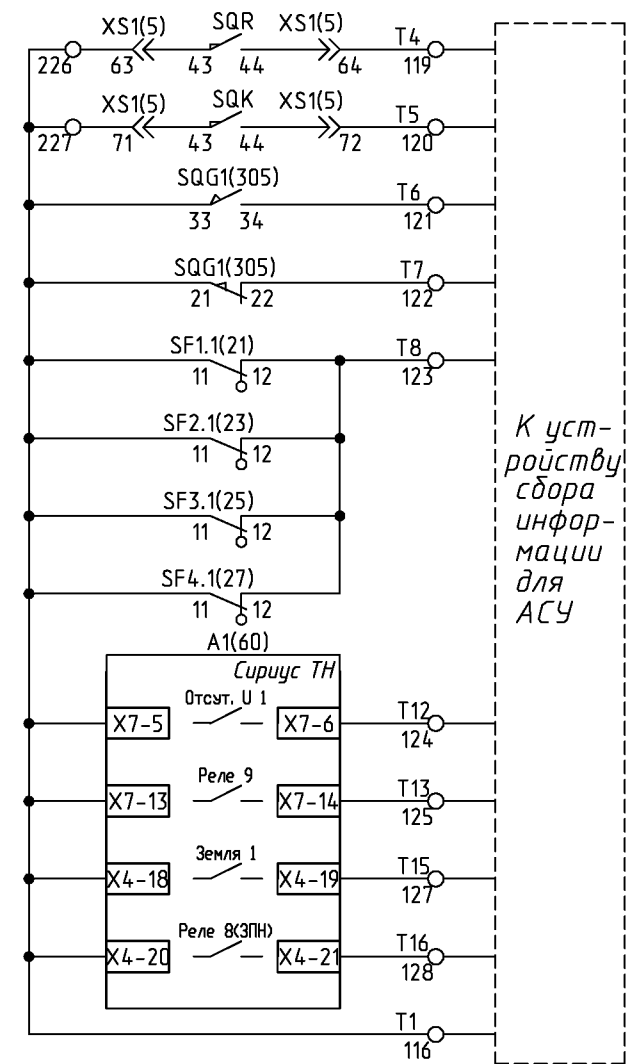 XS1(5) SQR XS1(5) T4
226 63 43 44 64 119
XS1(5) SQK XS1(5) T5
227 71 43 44 72 120
SQG1(305) T6
33 34 121
SQG1(305) T7
21 22 122
SF1.1(21) T8
11 12 123
SF2.1(23)
11 12
SF3.1(25)
11 12
SF4.1(27)
11 12
К уст-
ройству
сбора
инфор-
мации
для
АСУ
A1(60)
Сириус ТН
Отсут. U 1 T12
X7-5 X7-6 124
Реле 9 T13
X7-13 X7-14 125
Земля 1 T15
X4-18 X4-19 127
Реле 8(ЗПН) T16
X4-20 X4-21 128
T1
116